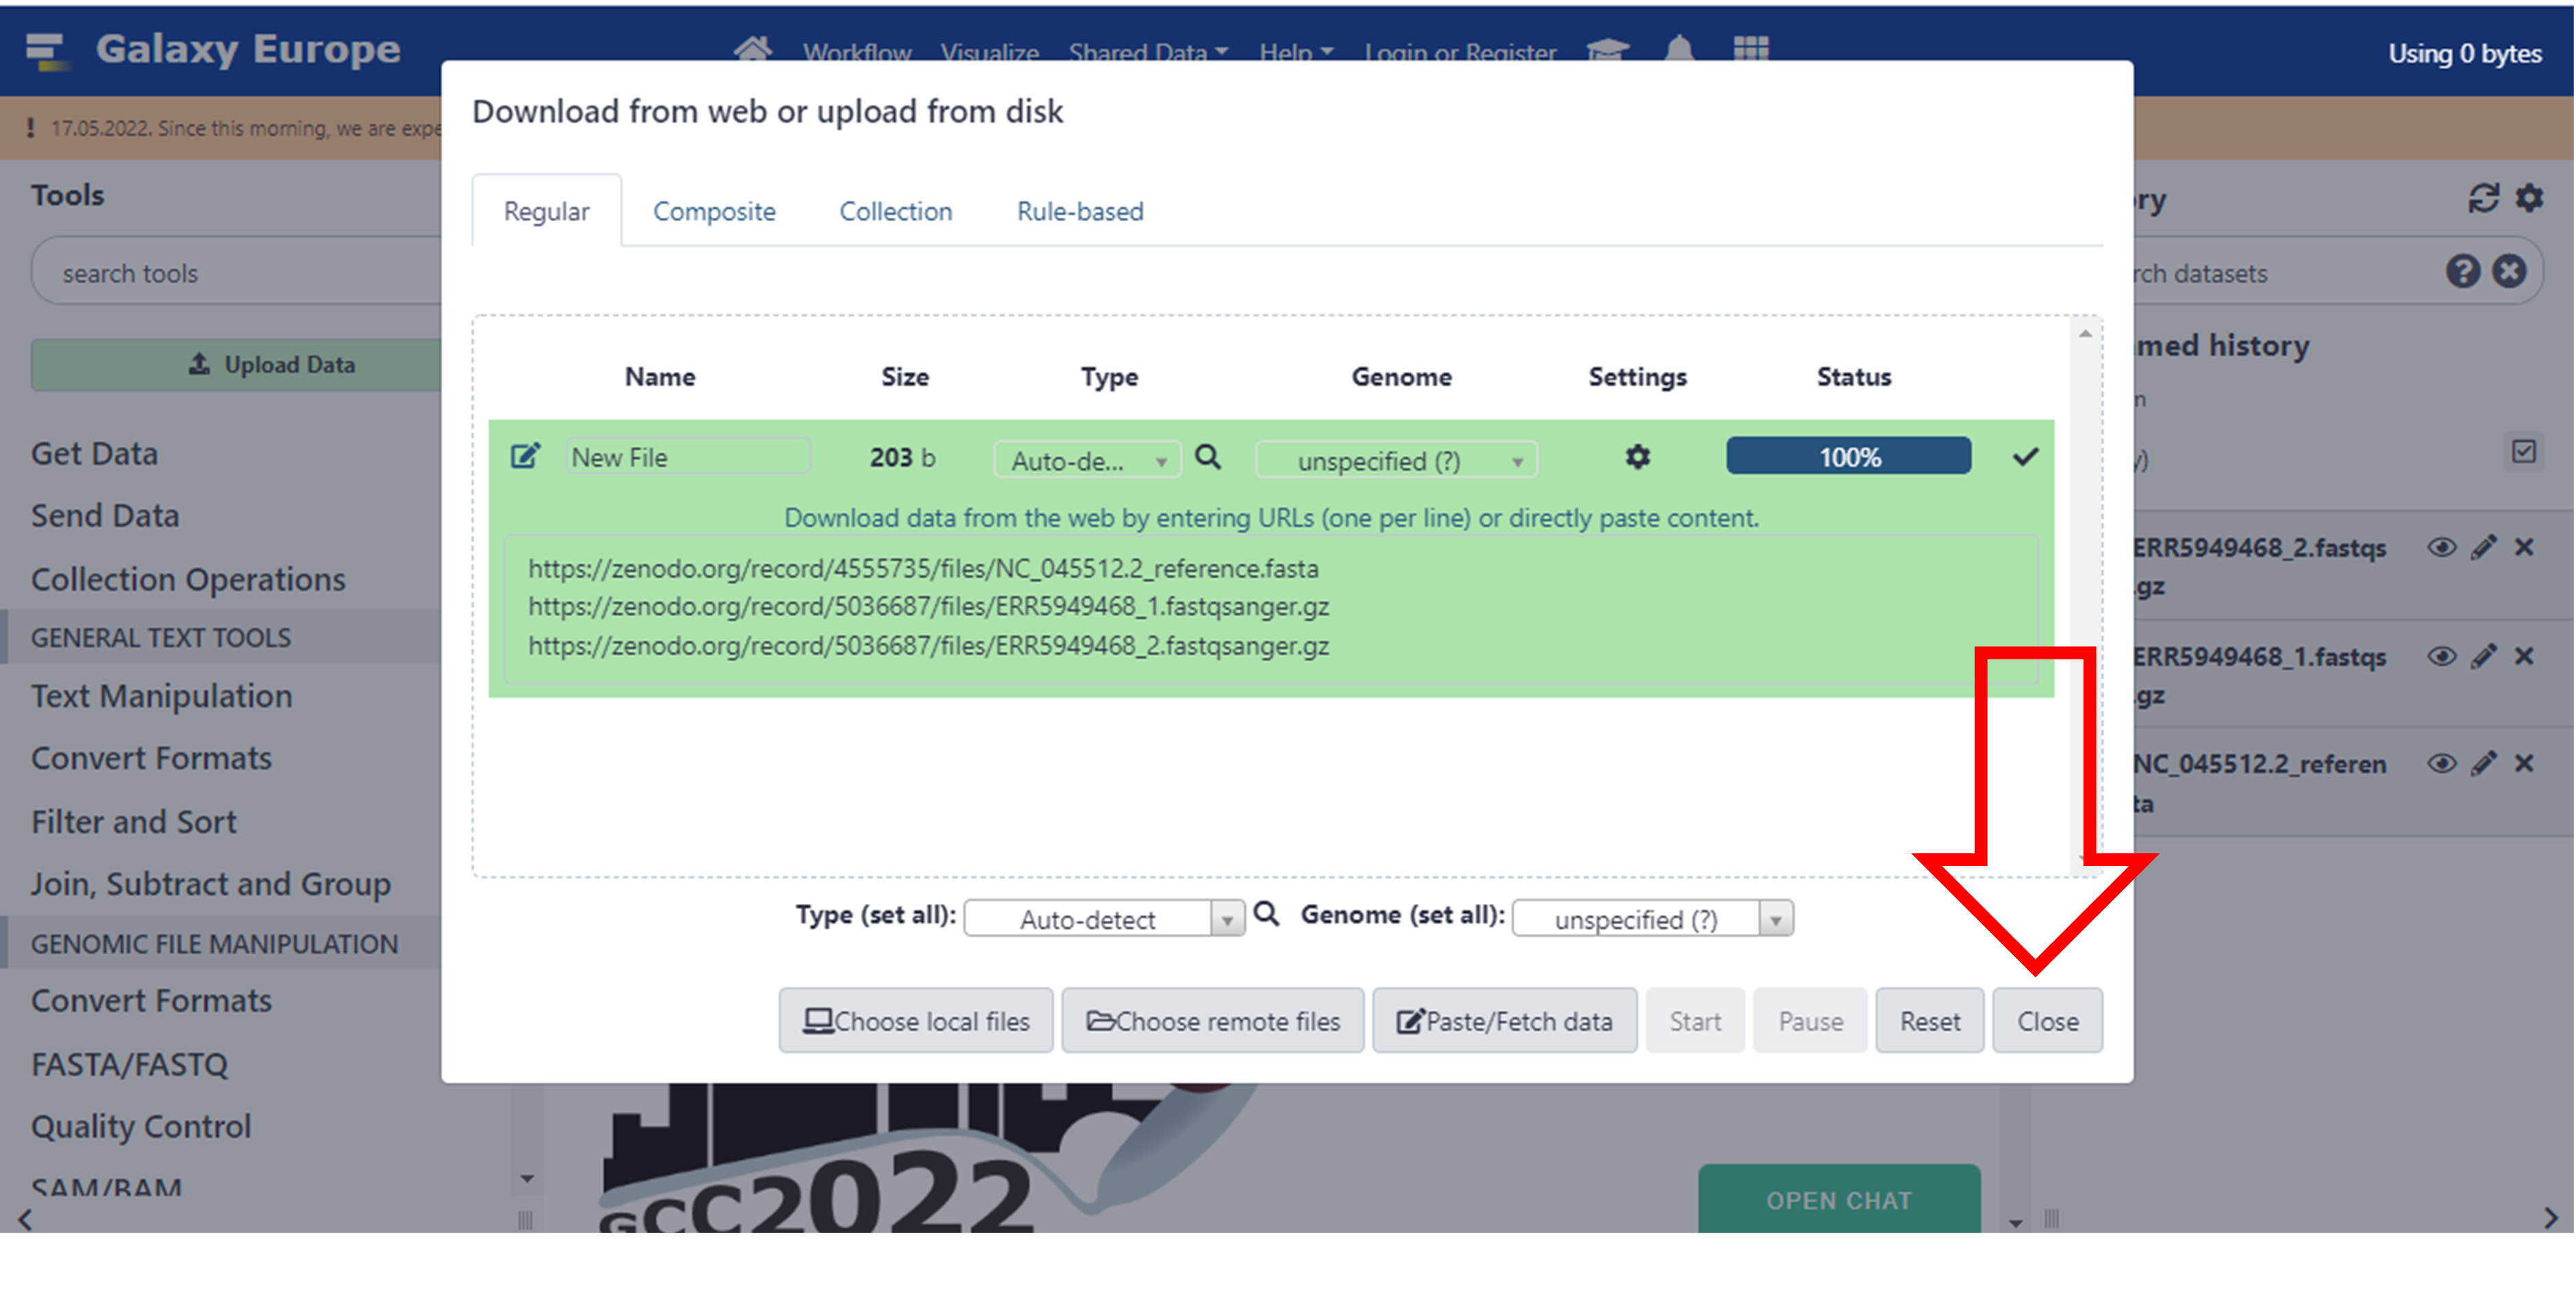 Galaxy Europe
Workflow Visualize Shared Data Help Login or Register
Using 0 bytes
! 17.05.2022. Since this morning, we are expe
Download from web or upload from disk
Regular Composite Collection Rule-based
Tools
search tools
Upload Data
Get Data
Send Data
Collection Operations
GENERAL TEXT TOOLS
Text Manipulation
Convert Formats
Filter and Sort
Join, Subtract and Group
GENOMIC FILE MANIPULATION
Convert Formats
FASTA/FASTQ
Quality Control
SAM/BAM
Name Size Type Genome Settings Status
New File 203 b Auto-de... unspecified (?) 100%
Download data from the web by entering URLs (one per line) or directly paste content.
https://zenodo.org/record/4555735/files/NC_045512.2_reference.fasta
https://zenodo.org/record/5036687/files/ERR5949468_1.fastqsanger.gz
https://zenodo.org/record/5036687/files/ERR5949468_2.fastqsanger.gz
Type (set all): Auto-detect Genome (set all): unspecified (?)
Choose local files Choose remote files Paste/Fetch data Start Pause Reset Close
GCC2022
OPEN CHAT
ry
rch datasets
med history
n
y)
ERR5949468_2.fastqs
.gz
ERR5949468_1.fastqs
.gz
NC_045512.2_referen
ta